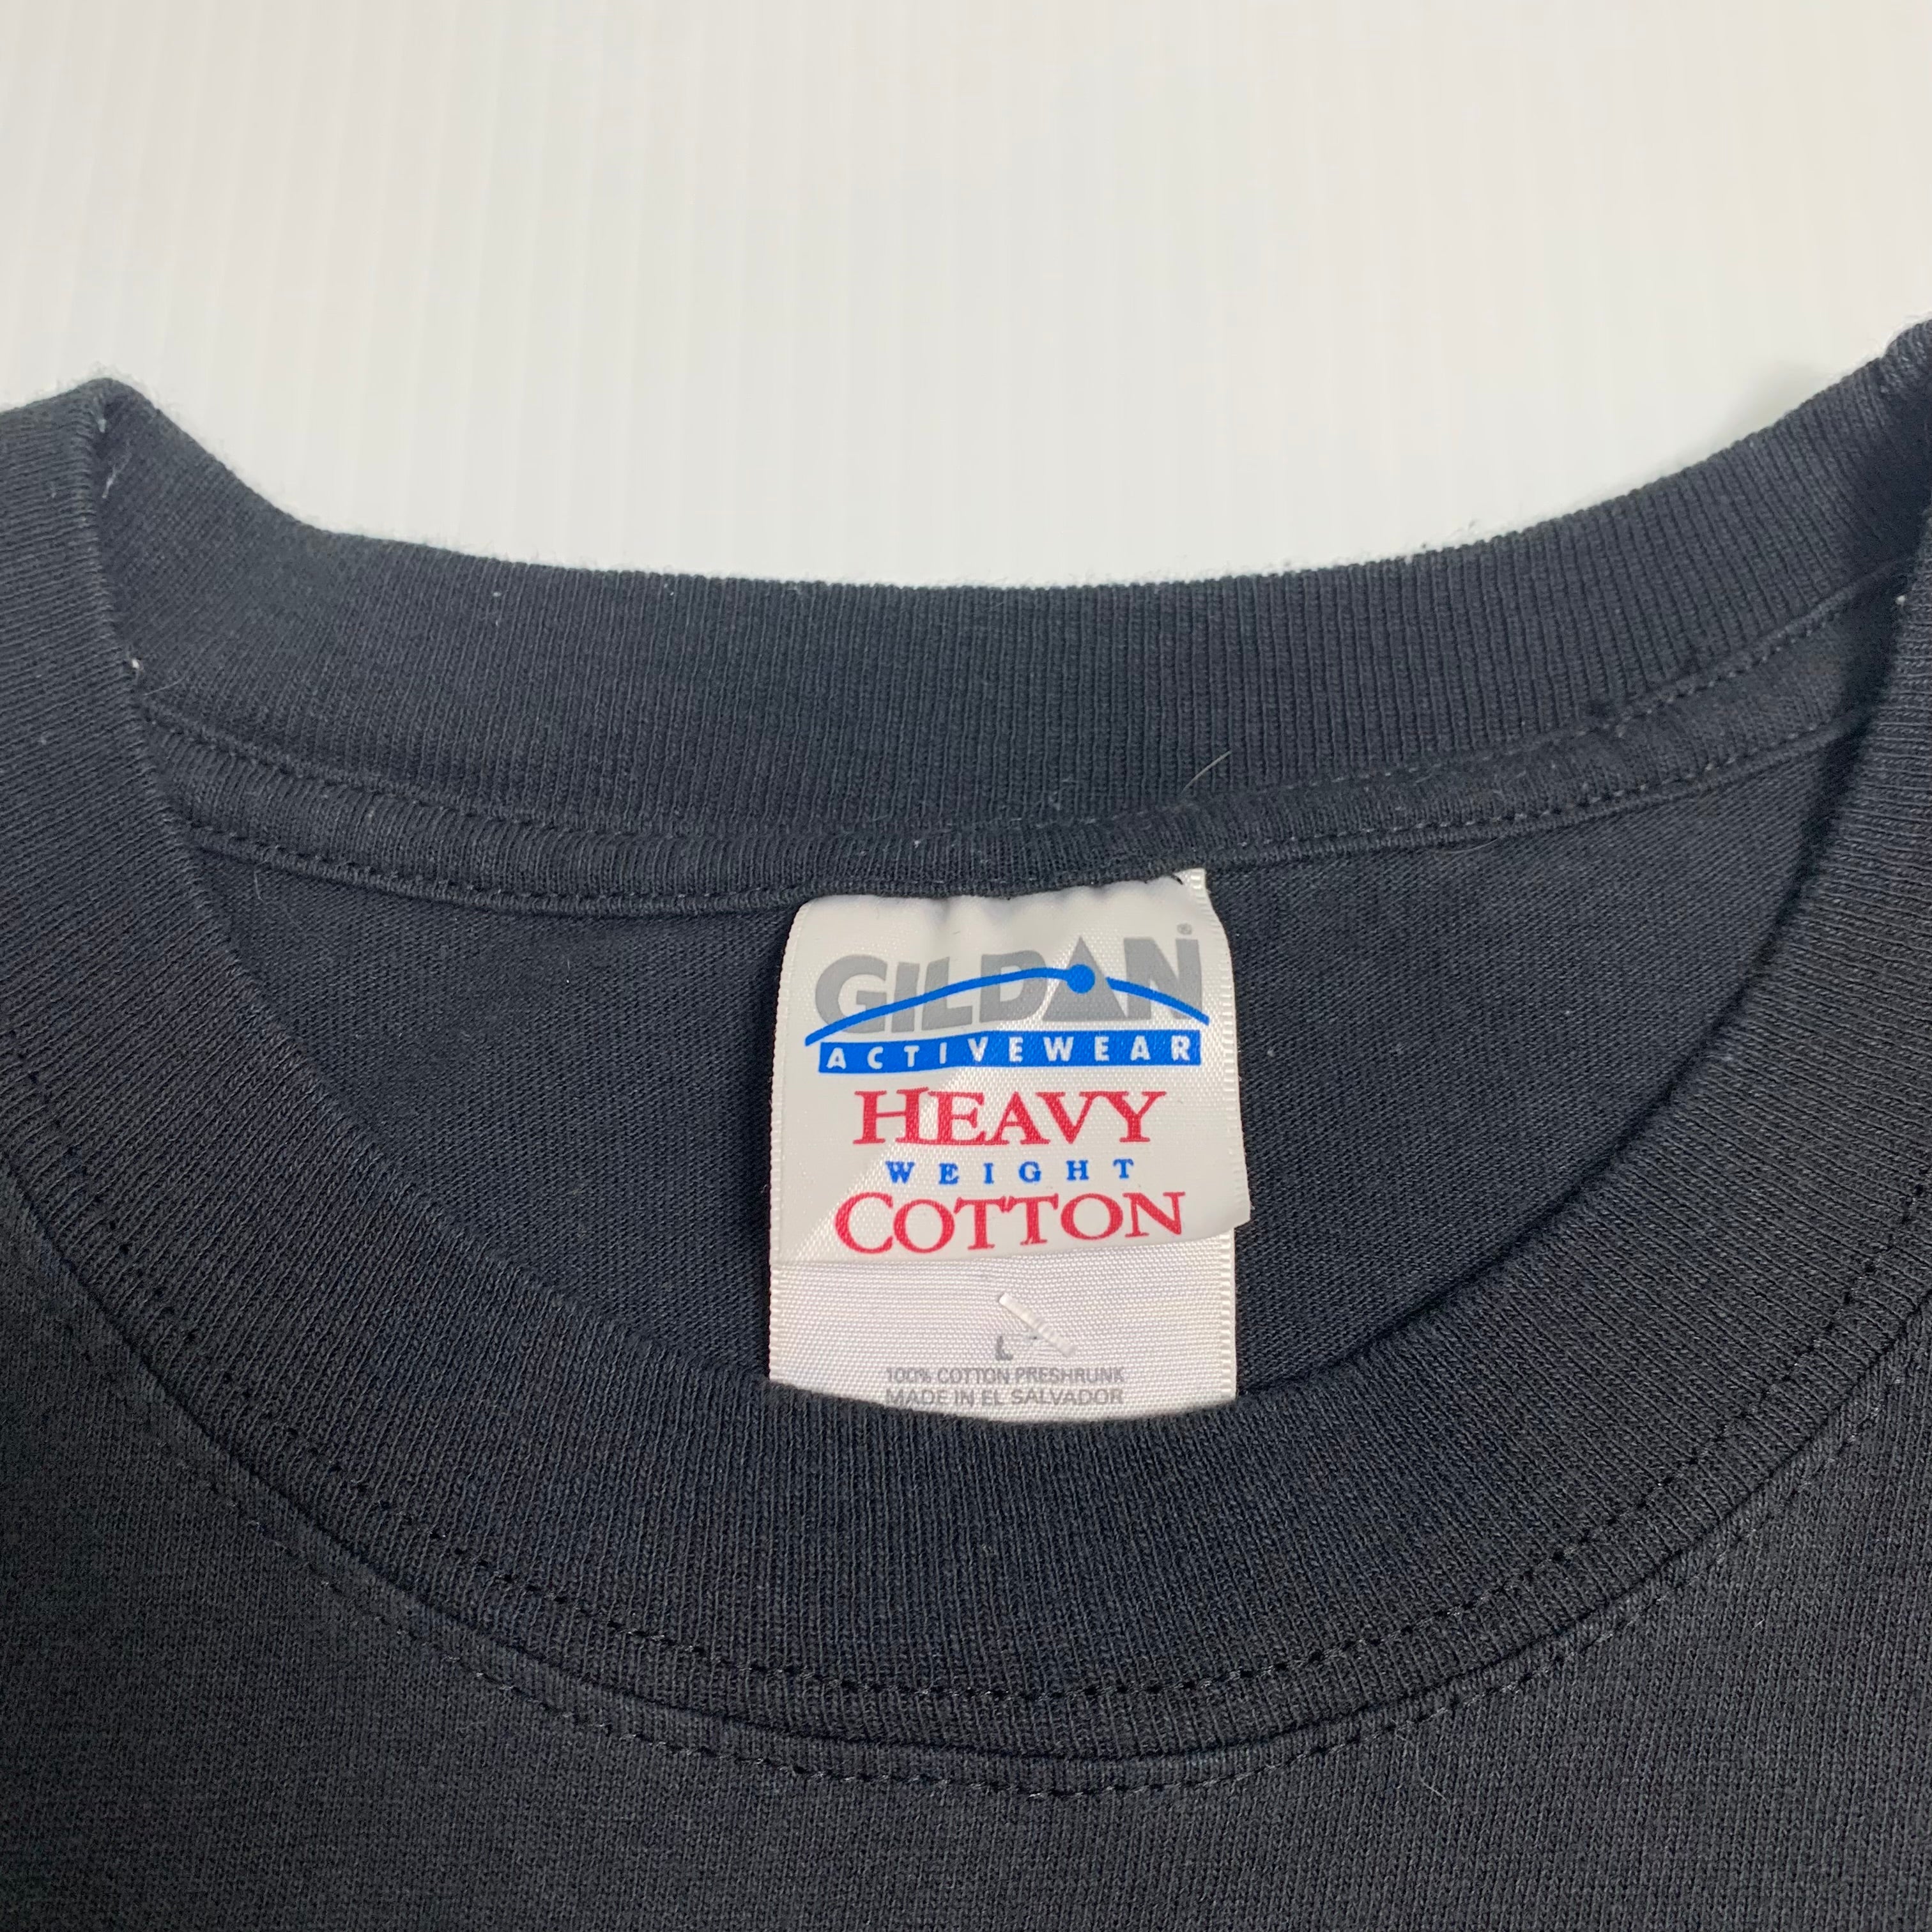 GILDAN®
ACTIVEWEAR
HEAVY
WEIGHT
COTTON
L
100% COTTON PRESHRUNK
MADE IN EL SALVADOR